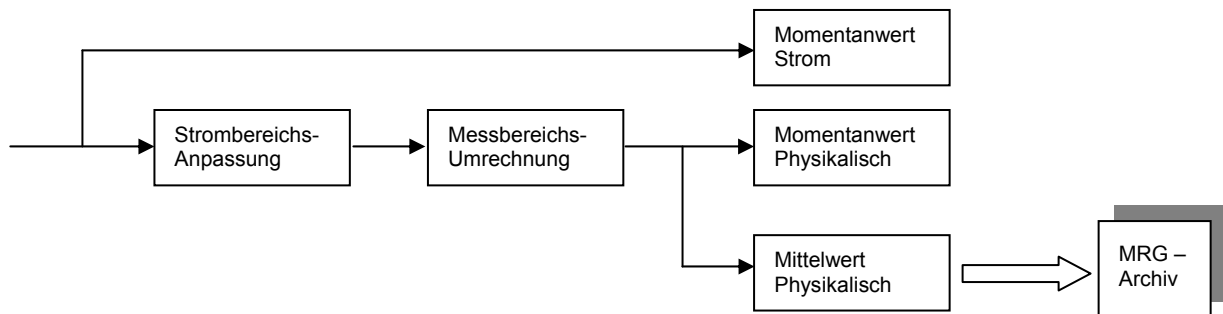 Momentanwert
Strom
Strombereichs-
Anpassung
Messbereichs-
Umrechnung
Momentanwert
Physikalisch
Mittelwert
Physikalisch
MRG –
Archiv